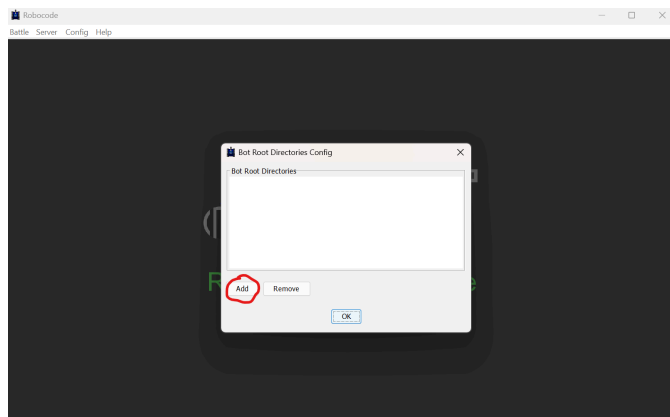 Robocode
Battle Server Config Help
Bot Root Directories Config
Bot Root Directories
R
e
Add Remove
OK